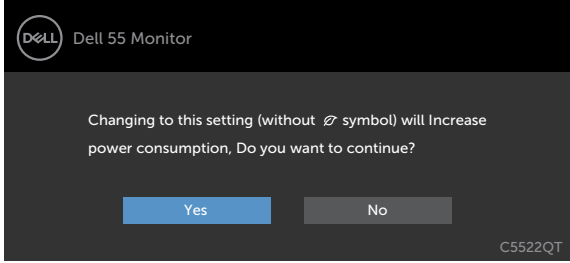 DELL Dell 55 Monitor
Changing to this setting (without symbol) will Increase
power consumption, Do you want to continue?
Yes No
C5522QT